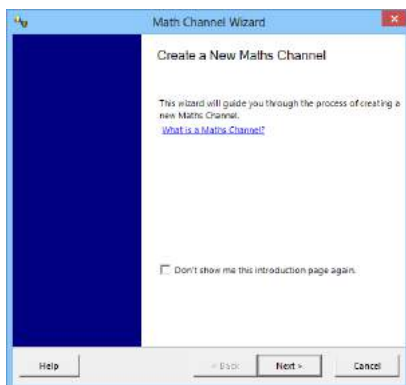 Math Channel Wizard
Create a New Maths Channel
This wizard will guide you through the process of creating a
new Maths Channel.
What is a Maths Channel?
Don't show me this introduction page again.
Help
< Back
Next >
Cancel